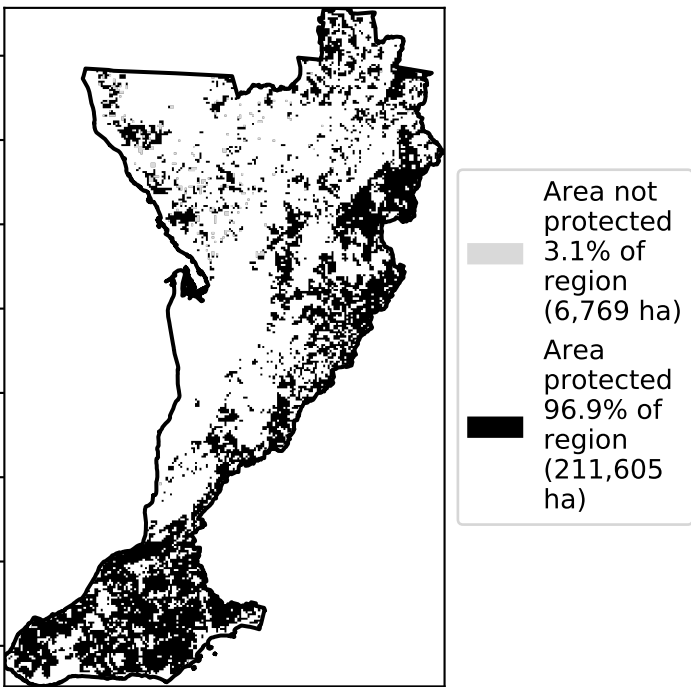 Area not
protected
3.1% of
region
(6,769 ha)
Area
protected
96.9% of
region
(211,605
ha)